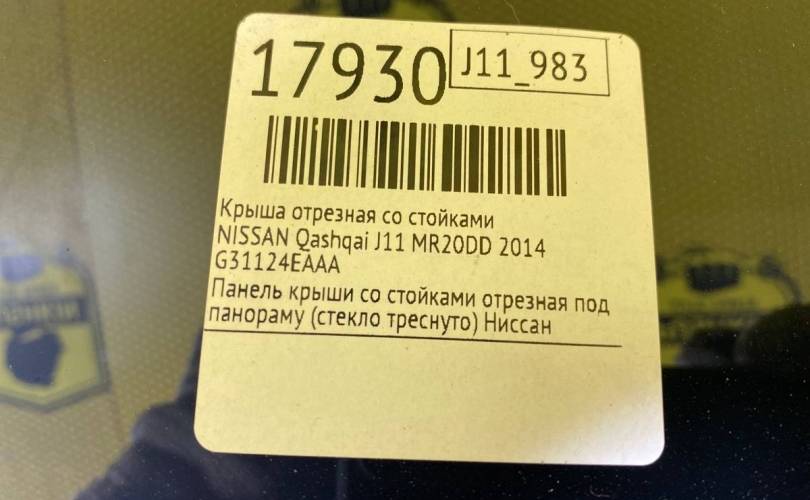 17930
J11_983
Крыша отрезная со стойками
NISSAN Qashqai J11 MR20DD 2014
G31124EAAA
Панель крыши со стойками отрезная под
панораму (стекло треснуто) Ниссан